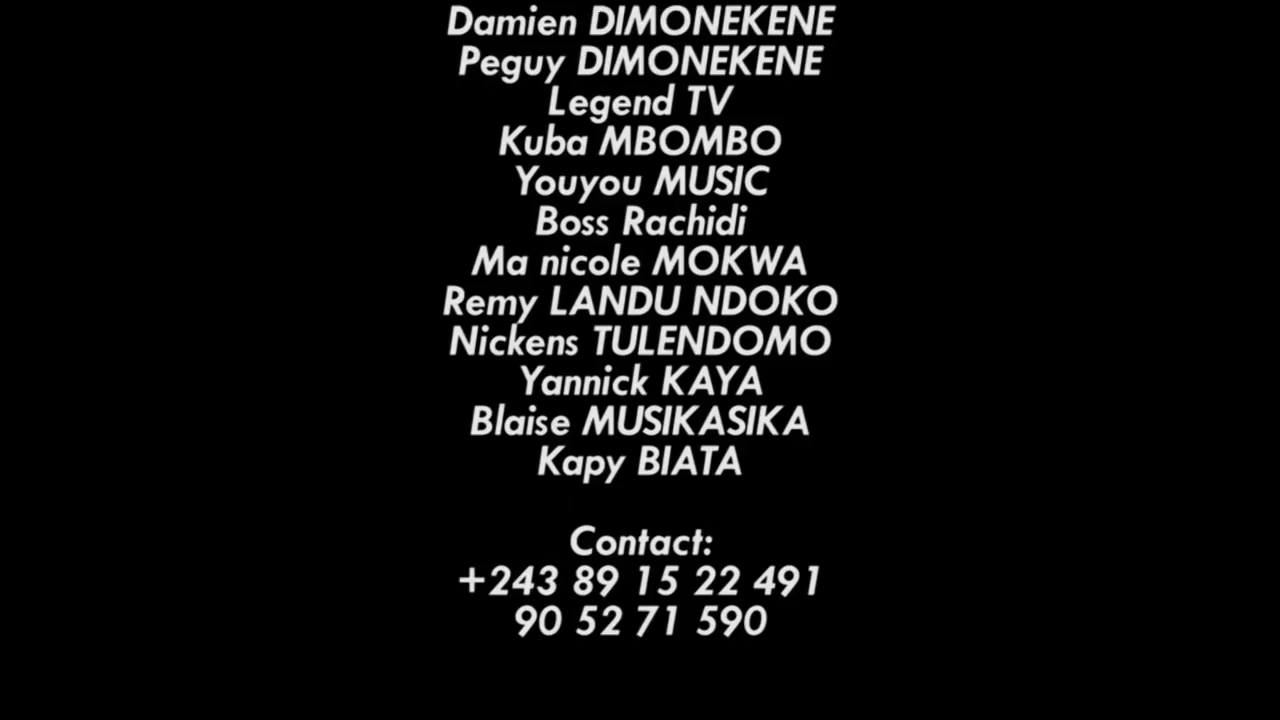 Damien DIMONEKENE
Peguy DIMONEKENE
Legend TV
Kuba MBOMBO
Youyou MUSIC
Boss Rachidi
Ma nicole MOKWA
Remy LANDU NDOKO
Nickens TULENDOMO
Yannick KAYA
Blaise MUSIKASIKA
Kapy BIATA
Contact:
+243 89 15 22 491
90 52 71 590